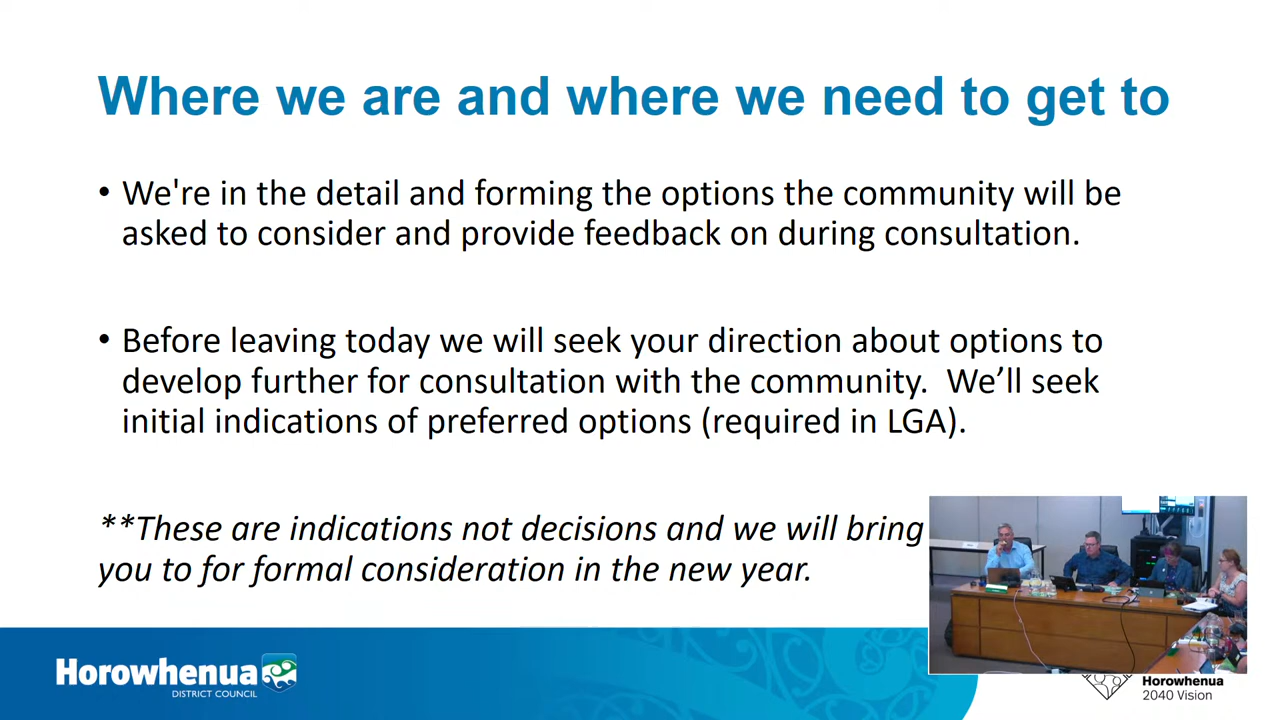 Where we are and where we need to get to
• We're in the detail and forming the options the community will be
asked to consider and provide feedback on during consultation.
• Before leaving today we will seek your direction about options to
develop further for consultation with the community.  We’ll seek
initial indications of preferred options (required in LGA).
**These are indications not decisions and we will bring
you to for formal consideration in the new year.
Horowhenua
DISTRICT COUNCIL
Horowhenua
2040 Vision